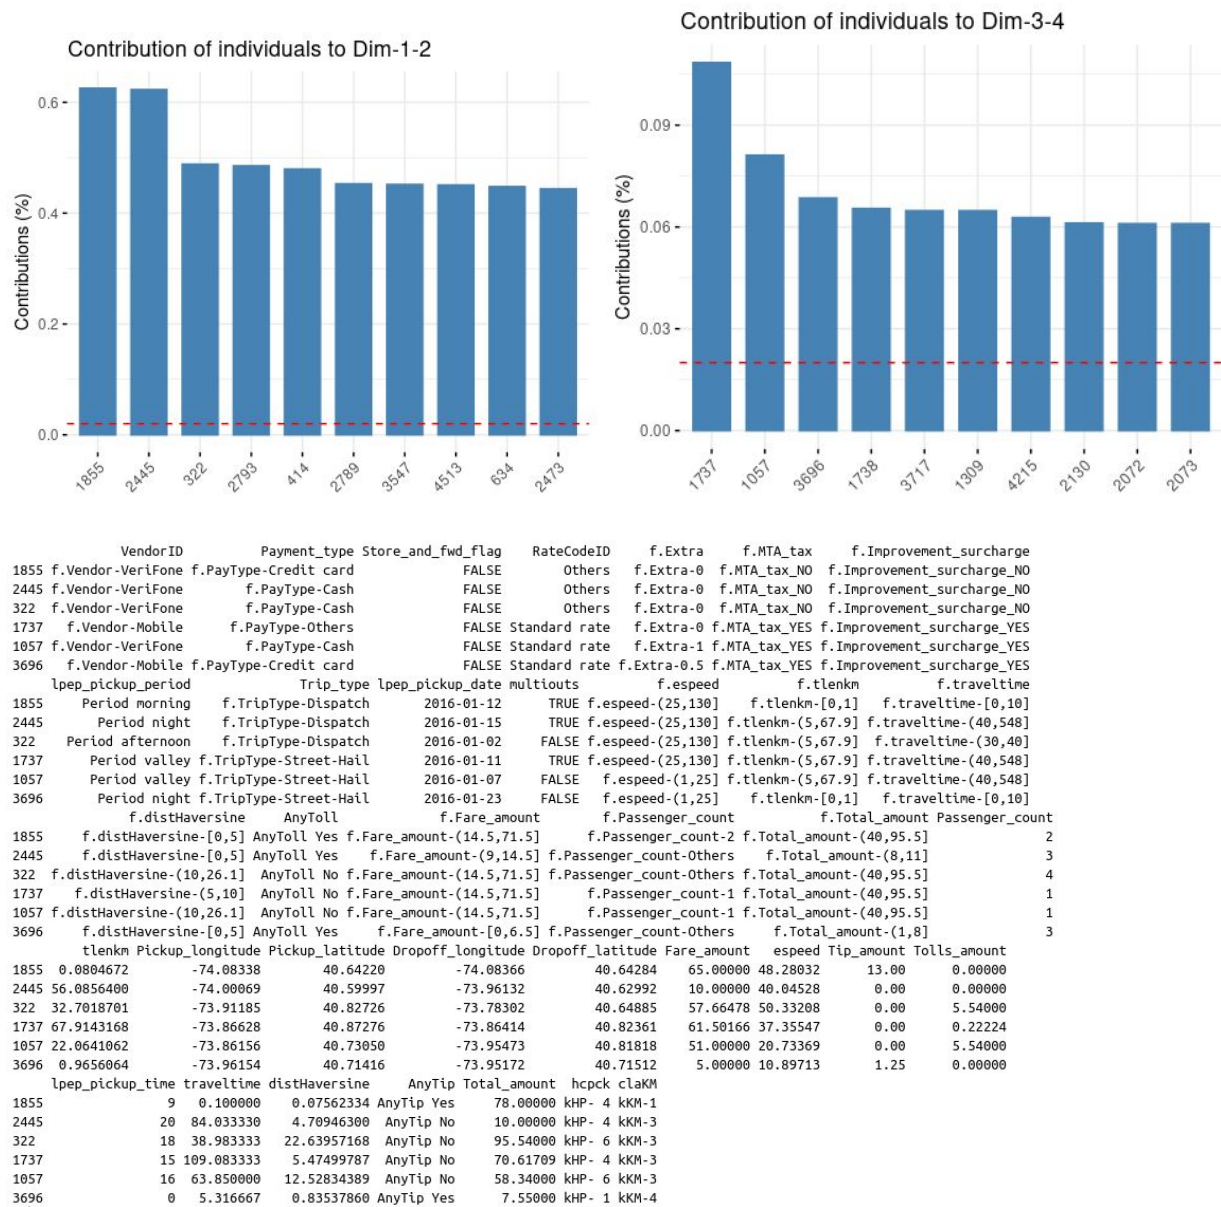 Contribution of individuals to Dim-1-2
Contributions (%)
0.6
0.4
0.2
0.0
1855 2445 322 2793 414 2789 3547 4513 634 2473
Contribution of individuals to Dim-3-4
Contributions (%)
0.09
0.06
0.03
0.00
1737 1057 3696 1738 3717 1309 4215 2130 2072 2073
VendorID Payment_type Store_and_fwd_flag RateCodeID f.Extra f.MTA_tax f.Improvement_surcharge
1855 f.Vendor-VeriFone f.PayType-Credit card FALSE Others f.Extra-0 f.MTA_tax_NO f.Improvement_surcharge_NO
2445 f.Vendor-VeriFone f.PayType-Cash FALSE Others f.Extra-0 f.MTA_tax_NO f.Improvement_surcharge_NO
322 f.Vendor-VeriFone f.PayType-Cash FALSE Others f.Extra-0 f.MTA_tax_NO f.Improvement_surcharge_NO
1737 f.Vendor-Mobile f.PayType-Others FALSE Standard rate f.Extra-0 f.MTA_tax_YES f.Improvement_surcharge_YES
1057 f.Vendor-VeriFone f.PayType-Cash FALSE Standard rate f.Extra-1 f.MTA_tax_YES f.Improvement_surcharge_YES
3696 f.Vendor-Mobile f.PayType-Credit card FALSE Standard rate f.Extra-0.5 f.MTA_tax_YES f.Improvement_surcharge_YES
lpep_pickup_period Trip_type lpep_pickup_date multiouts f.espeed f.tlenkm f.traveltime
1855 Period morning f.TripType-Dispatch 2016-01-12 TRUE f.espeed-(25,130] f.tlenkm-[0,1] f.traveltime-[0,10]
2445 Period night f.TripType-Dispatch 2016-01-15 TRUE f.espeed-(25,130] f.tlenkm-(5,67.9] f.traveltime-(40,548]
322 Period afternoon f.TripType-Dispatch 2016-01-02 FALSE f.espeed-(25,130] f.tlenkm-(5,67.9] f.traveltime-(30,40]
1737 Period valley f.TripType-Street-Hail 2016-01-11 TRUE f.espeed-(25,130] f.tlenkm-(5,67.9] f.traveltime-(40,548]
1057 Period valley f.TripType-Street-Hail 2016-01-07 FALSE f.espeed-(1,25] f.tlenkm-(5,67.9] f.traveltime-(40,548]
3696 Period night f.TripType-Street-Hail 2016-01-23 FALSE f.espeed-(1,25] f.tlenkm-[0,1] f.traveltime-[0,10]
f.distHaversine AnyToll f.Fare_amount f.Passenger_count f.Total_amount Passenger_count
1855 f.distHaversine-[0,5] AnyToll Yes f.Fare_amount-(14.5,71.5] f.Passenger_count-2 f.Total_amount-(40,95.5] 2
2445 f.distHaversine-[0,5] AnyToll Yes f.Fare_amount-(9,14.5] f.Passenger_count-Others f.Total_amount-(8,11] 3
322 f.distHaversine-(10,26.1] AnyToll No f.Fare_amount-(14.5,71.5] f.Passenger_count-Others f.Total_amount-(40,95.5] 4
1737 f.distHaversine-(5,10] AnyToll No f.Fare_amount-(14.5,71.5] f.Passenger_count-1 f.Total_amount-(40,95.5] 1
1057 f.distHaversine-(10,26.1] AnyToll No f.Fare_amount-(14.5,71.5] f.Passenger_count-1 f.Total_amount-(40,95.5] 1
3696 f.distHaversine-[0,5] AnyToll Yes f.Fare_amount-[0,6.5] f.Passenger_count-Others f.Total_amount-(1,8] 3
tlenkm Pickup_longitude Pickup_latitude Dropoff_longitude Dropoff_latitude Fare_amount espeed Tip_amount Tolls_amount
1855 0.0804672 -74.08338 40.64220 -74.08366 40.64284 65.00000 48.28032 13.00 0.00000
2445 56.0856400 -74.00069 40.59997 -73.96132 40.62992 10.00000 40.04528 0.00 0.00000
322 32.7018701 -73.91185 40.82726 -73.78302 40.64885 57.66478 50.33208 0.00 5.54000
1737 67.9143168 -73.86628 40.87276 -73.86414 40.82361 61.50166 37.35547 0.00 0.22224
1057 22.0641062 -73.86156 40.73050 -73.95473 40.81818 51.00000 20.73369 0.00 5.54000
3696 0.9656064 -73.96154 40.71416 -73.95172 40.71512 5.00000 10.89713 1.25 0.00000
lpep_pickup_time traveltime distHaversine AnyTip Total_amount hcpck claKM
1855 9 0.100000 0.07562334 AnyTip Yes 78.00000 kHP- 4 kKM-1
2445 20 84.033330 4.70946300 AnyTip No 10.00000 kHP- 4 kKM-3
322 18 38.983333 22.63957168 AnyTip No 95.54000 kHP- 6 kKM-3
1737 15 109.083333 5.47499787 AnyTip No 70.61709 kHP- 4 kKM-3
1057 16 63.850000 12.52834389 AnyTip No 58.34000 kHP- 6 kKM-3
3696 0 5.316667 0.83537860 AnyTip Yes 7.55000 kHP- 1 kKM-4